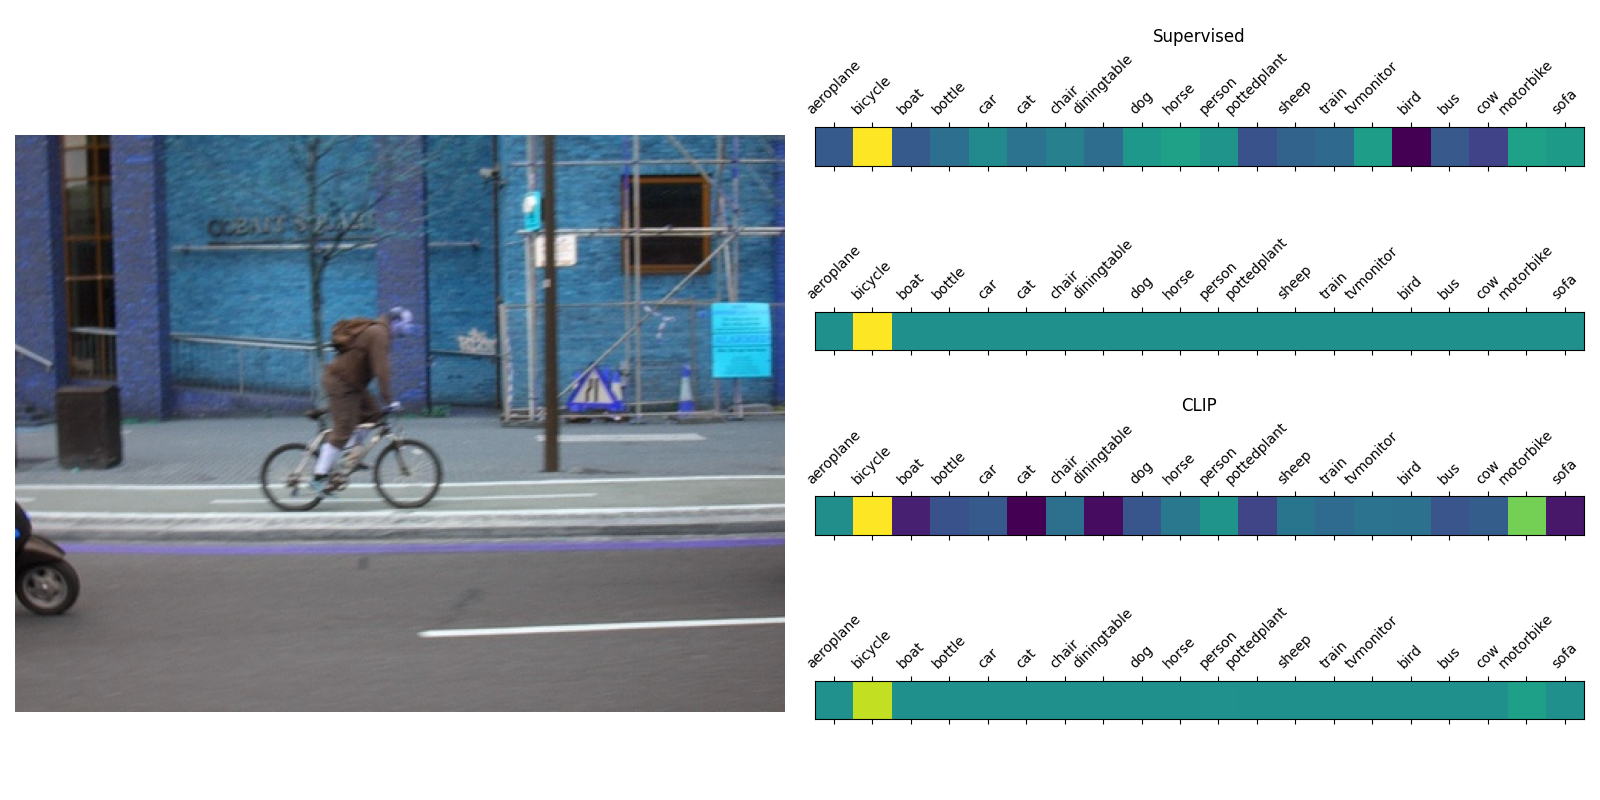 COBALT SQUARE
Supervised
aeroplane bicycle boat bottle car cat chair diningtable dog horse person pottedplant sheep train tvmonitor bird bus cow motorbike sofa
aeroplane bicycle boat bottle car cat chair diningtable dog horse person pottedplant sheep train tvmonitor bird bus cow motorbike sofa
CLIP
aeroplane bicycle boat bottle car cat chair diningtable dog horse person pottedplant sheep train tvmonitor bird bus cow motorbike sofa
aeroplane bicycle boat bottle car cat chair diningtable dog horse person pottedplant sheep train tvmonitor bird bus cow motorbike sofa